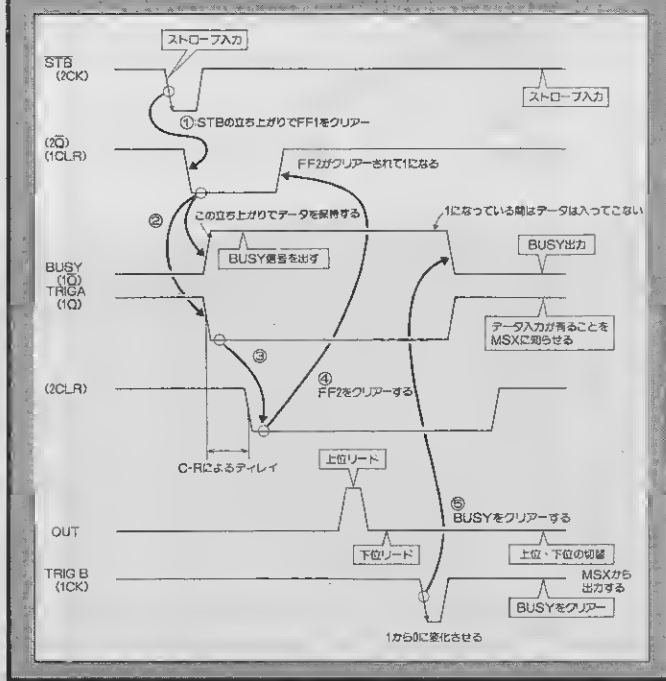 ストローブ入力
STB
(2CK)
ストローブ入力
①:STBの立ち上がりでFF1をクリアー
(2Q)
(1CLR)
FF2がクリアーされて1になる
②
この立ち上がりでデータを保持する
1になっている間はデータは入ってこない
BUSY信号を出す
BUSY出力
BUSY
(1Q)
TRIGA
(1Q)
データ入力が有ることを
MSXに知らせる
③
④
FF2をクリアーする
(2CLR)
C-Rによるディレイ
上位リード
⑤
BUSYをクリアーする
OUT
下位リード
上位・下位の切替
TRIG B
(1CK)
MSXから
出力する
BUSYをクリアー
1から0に変化させる